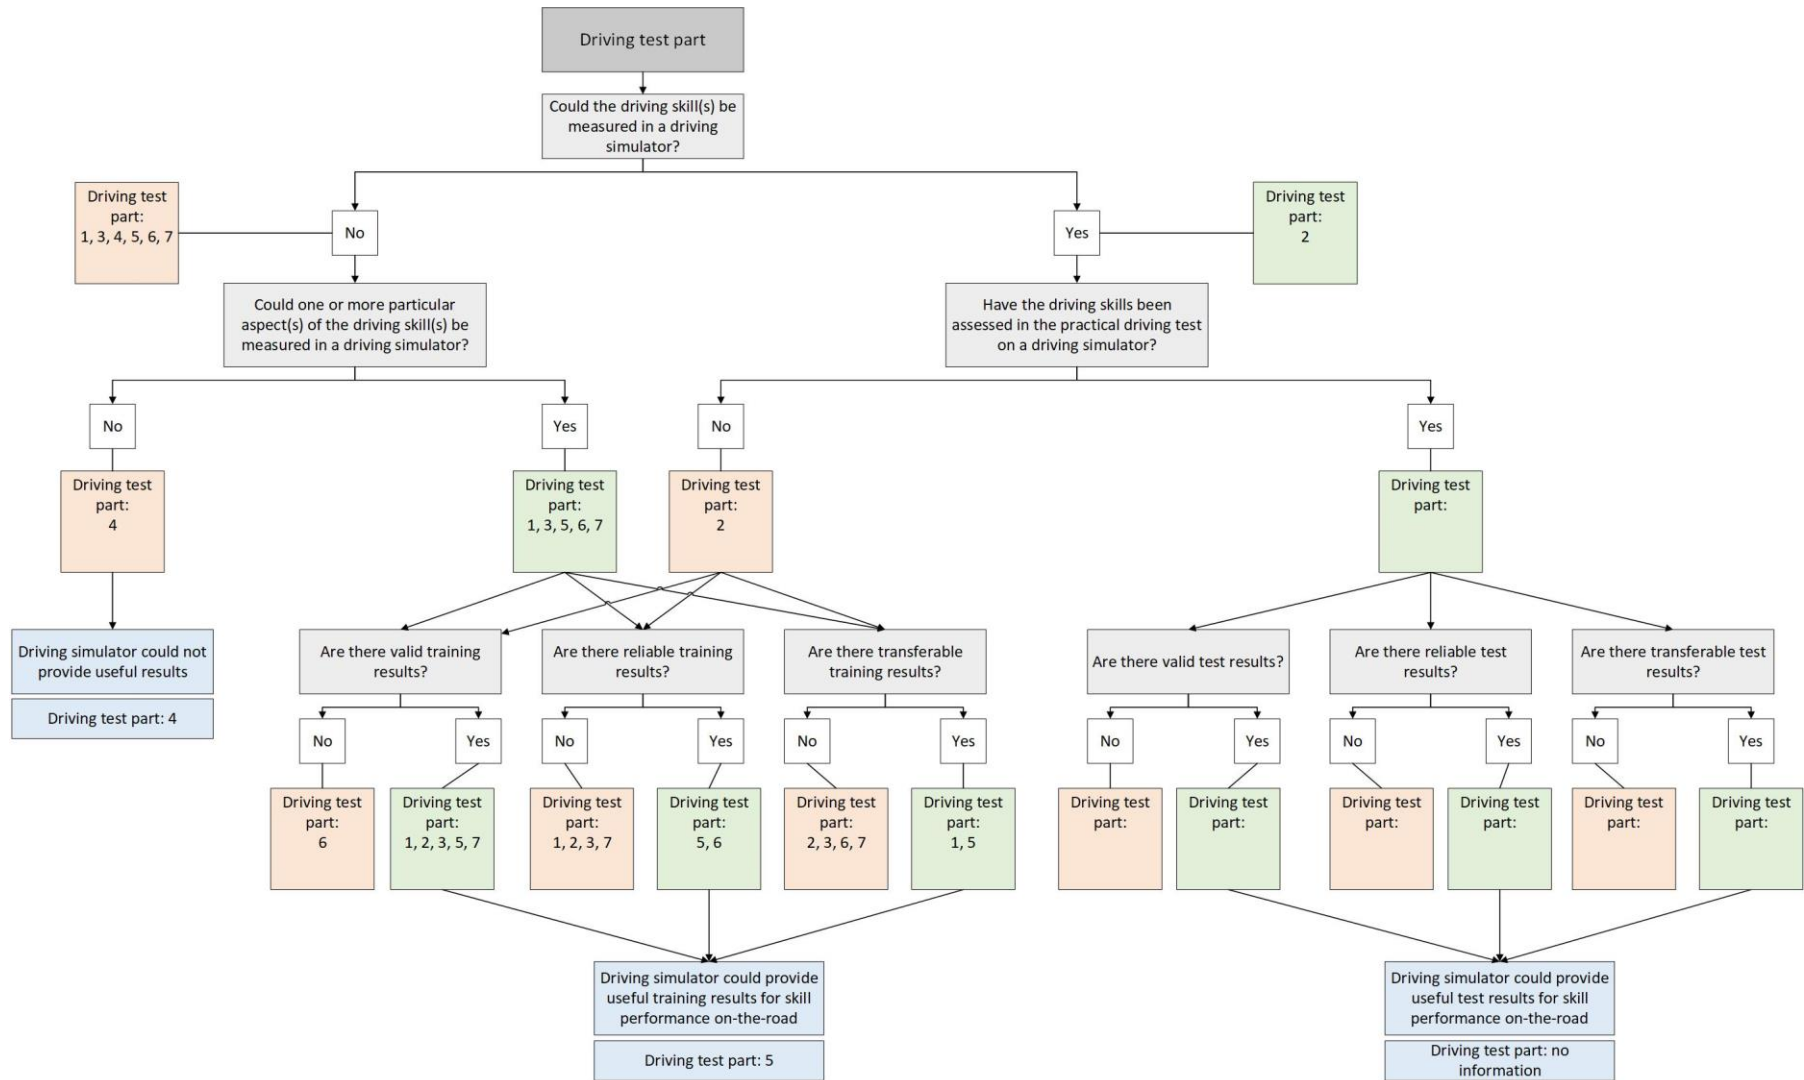 Driving test part
Could the driving skill(s) be
measured in a driving
simulator?
Driving test
part:
1, 3, 4, 5, 6, 7
No
Yes
Driving test
part:
2
Could one or more particular
aspect(s) of the driving skill(s) be
measured in a driving simulator?
Have the driving skills been
assessed in the practical driving test
on a driving simulator?
No
Yes
No
Yes
Driving test
part:
4
Driving test
part:
1, 3, 5, 6, 7
Driving test
part:
2
Driving test
part:
Driving simulator could not
provide useful results
Driving test part: 4
Are there valid training
results?
Are there reliable training
results?
Are there transferable
training results?
Are there valid test results?
Are there reliable test
results?
Are there transferable test
results?
No
Yes
No
Yes
No
Yes
No
Yes
No
Yes
No
Yes
Driving test
part:
6
Driving test
part:
1, 2, 3, 5, 7
Driving test
part:
1, 2, 3, 7
Driving test
part:
5, 6
Driving test
part:
2, 3, 6, 7
Driving test
part:
1, 5
Driving test
part:
Driving test
part:
Driving test
part:
Driving test
part:
Driving test
part:
Driving test
part:
Driving simulator could provide
useful training results for skill
performance on-the-road
Driving test part: 5
Driving simulator could provide
useful test results for skill
performance on-the-road
Driving test part: no
information